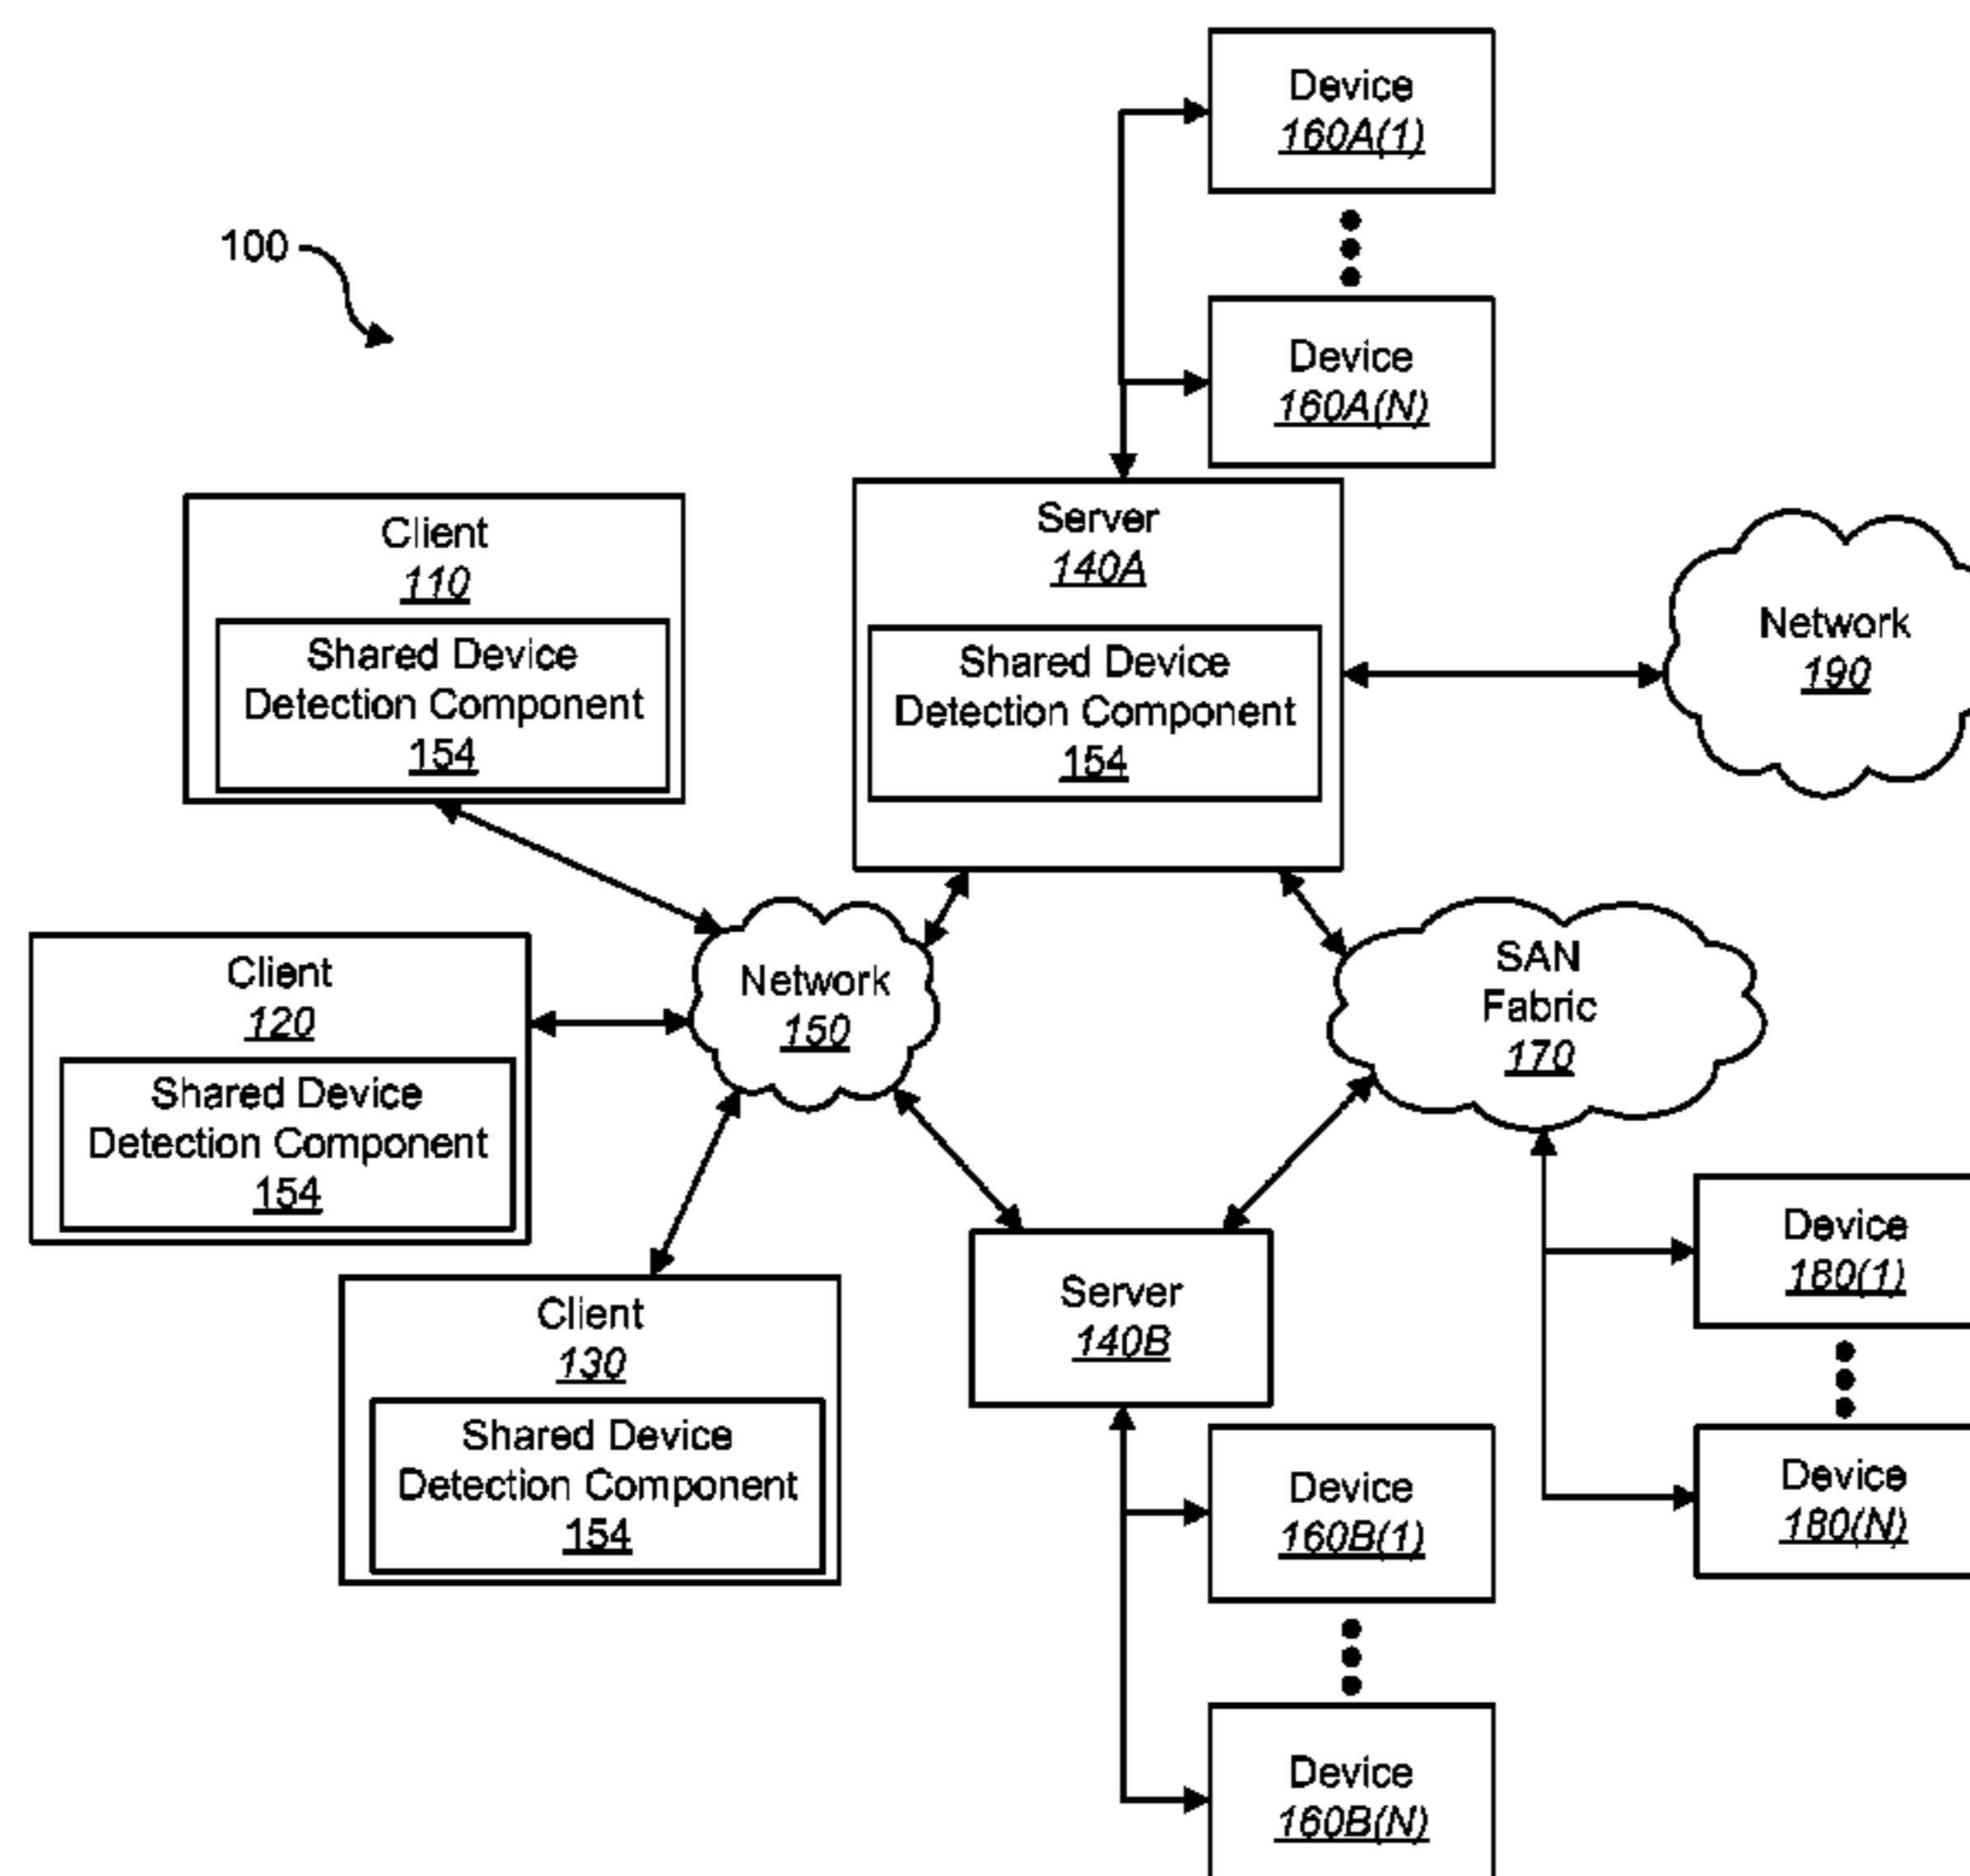 Device
160A(1)
100
Device
160A(N)
Client
110
Shared Device
Detection Component
154
Server
140A
Shared Device
Detection Component
154
Network
190
Client
120
Shared Device
Detection Component
154
Network
150
SAN
Fabric
170
Client
130
Shared Device
Detection Component
154
Server
140B
Device
180(1)
Device
180(N)
Device
160B(1)
Device
160B(N)